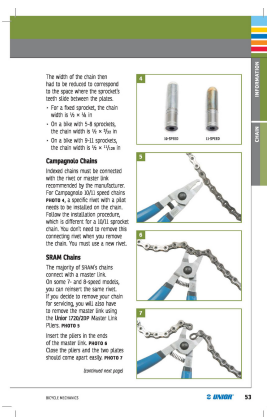 The width of the chain then
had to be reduced to correspond
to the space where the sprocket's
teeth slide between the plates.
• For a fixed sprocket, the chain
width is ½ × ⅛ in
• On a bike with 5–8 sprockets,
the chain width is ½ × 3/32 in
• On a bike with 9–11 sprockets,
the chain width is ½ × 11/128 in
Campagnolo Chains
Indexed chains must be connected
with the rivet or master link
recommended by the manufacturer.
For Campagnolo 10/11 speed chains
PHOTO 4, a specific rivet with a pilot
needs to be installed on the chain.
Follow the installation procedure,
which is different for a 10/11 sprocket
chain. You don't need to remove this
connecting rivet when you remove
the chain. You must use a new rivet.
SRAM Chains
The majority of SRAM's chains
connect with a master link.
On some 7- and 8-speed models,
you can reinsert the same rivet.
If you decide to remove your chain
for servicing, you will also have
to remove the master link using
the Unior 1720/2DP Master Link
Pliers. PHOTO 5
Insert the pliers in the ends
of the master link. PHOTO 6
Close the pliers and the two plates
should come apart easily. PHOTO 7
(continued next page)
4
10-SPEED
11-SPEED
5
6
7
INFORMATION
CHAIN
BICYCLE MECHANICS
UNIOR
53